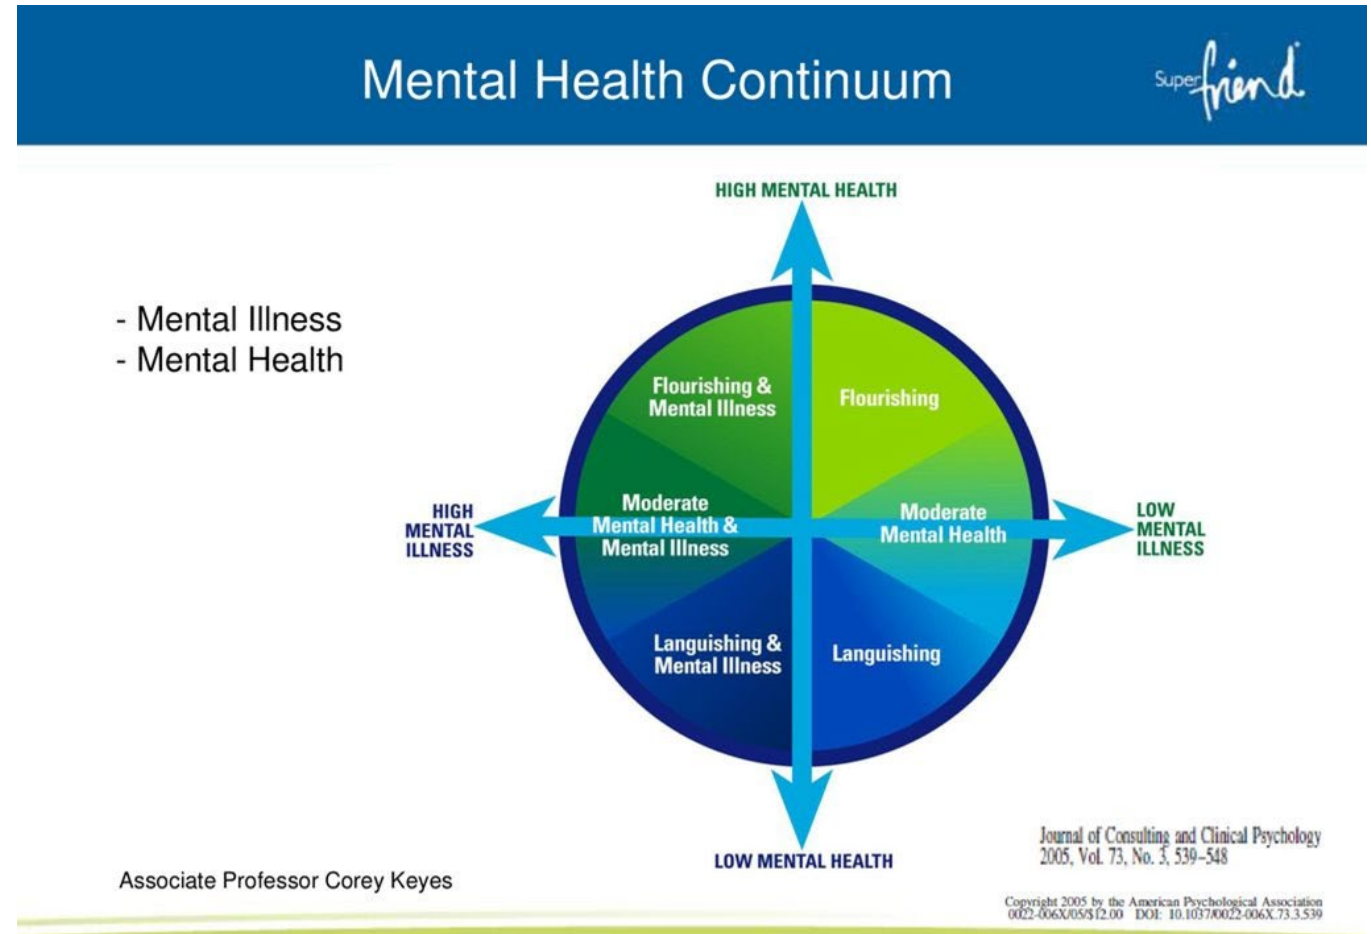 Mental Health Continuum
Super friend
HIGH MENTAL HEALTH
- Mental Illness
- Mental Health
Flourishing &
Mental Illness
Flourishing
HIGH
MENTAL
ILLNESS
Moderate
Mental Health &
Mental Illness
Moderate
Mental Health
LOW
MENTAL
ILLNESS
Languishing &
Mental Illness
Languishing
LOW MENTAL HEALTH
Journal of Consulting and Clinical Psychology
2005, Vol. 73, No. 3, 539–548
Associate Professor Corey Keyes
Copyright 2005 by the American Psychological Association
0022-006X/05/$12.00 DOI: 10.1037/0022-006X.73.3.539